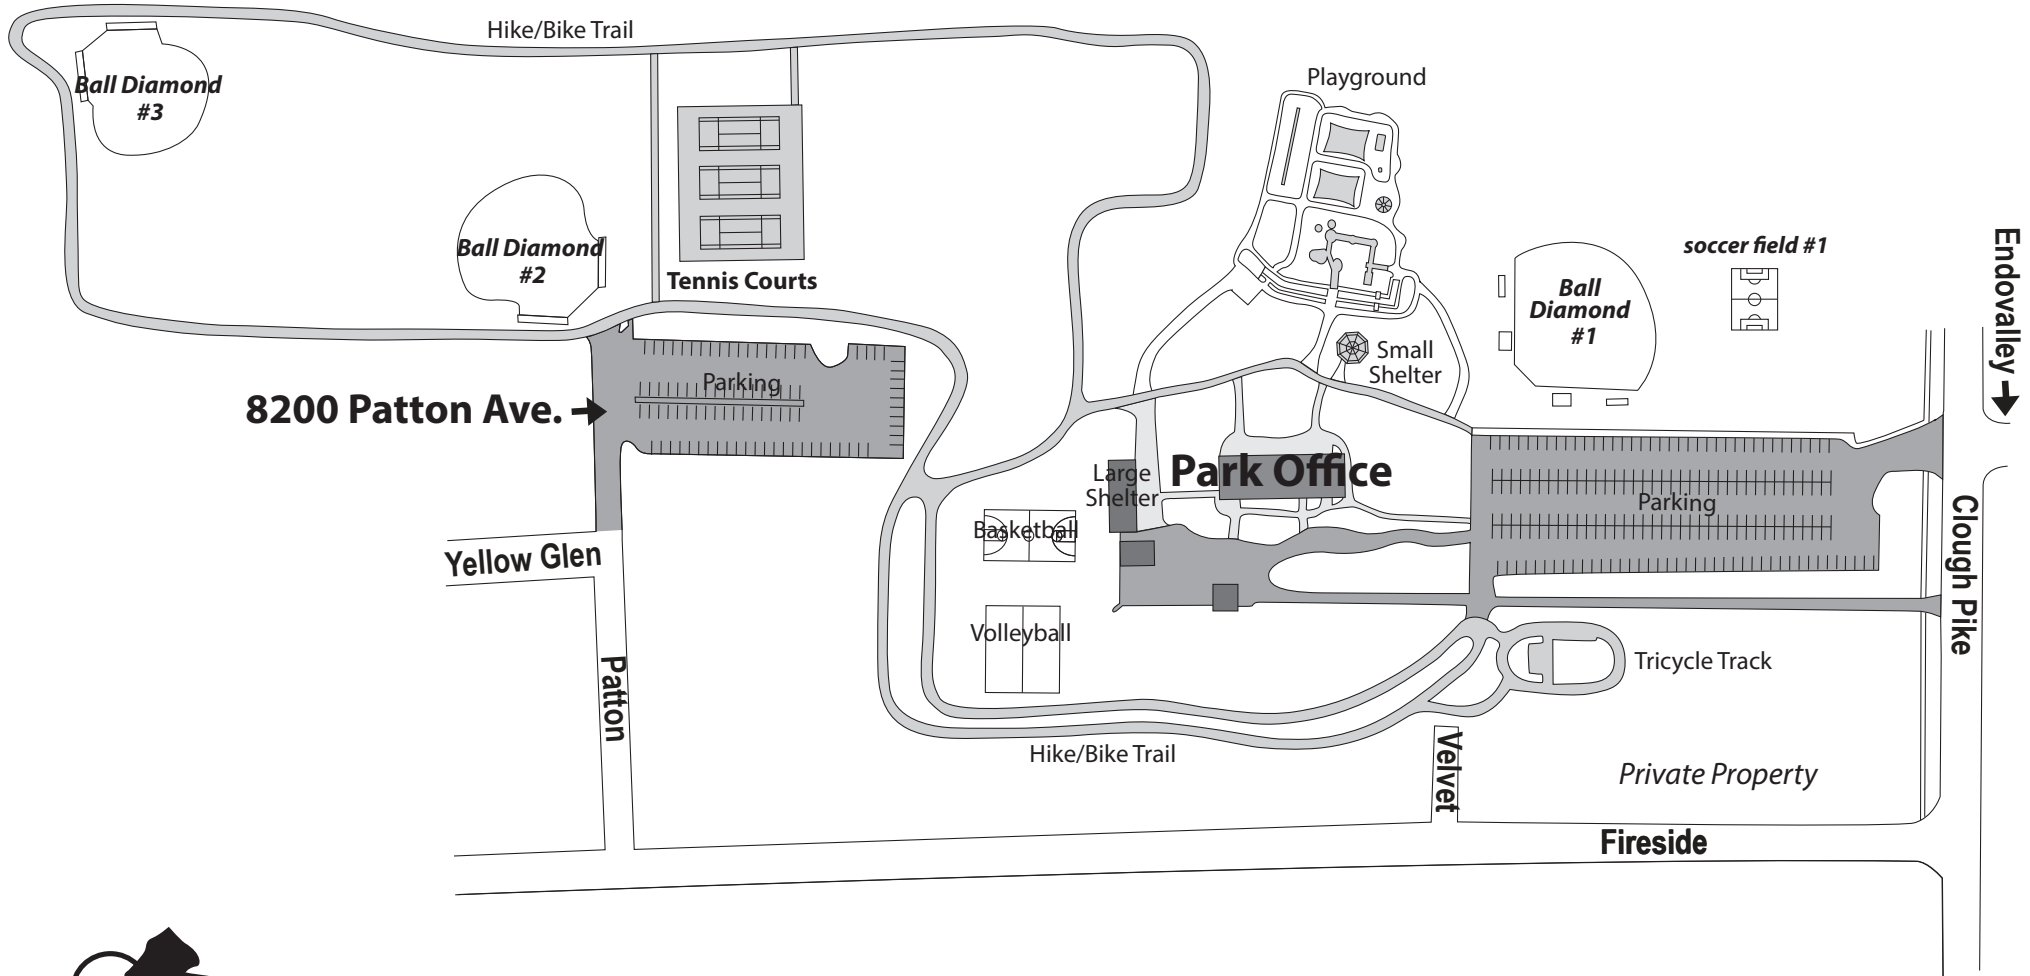 Hike/Bike Trail
Playground
Ball Diamond
#3
Ball Diamond
#2
Tennis Courts
soccer field #1
Endovalley
Ball
Diamond
#1
Small
Shelter
Parking
8200 Patton Ave.
Large
Shelter
Park Office
Parking
Basketball
Yellow Glen
Clough Pike
Volleyball
Patton
Tricycle Track
Hike/Bike Trail
Velvet
Private Property
Fireside